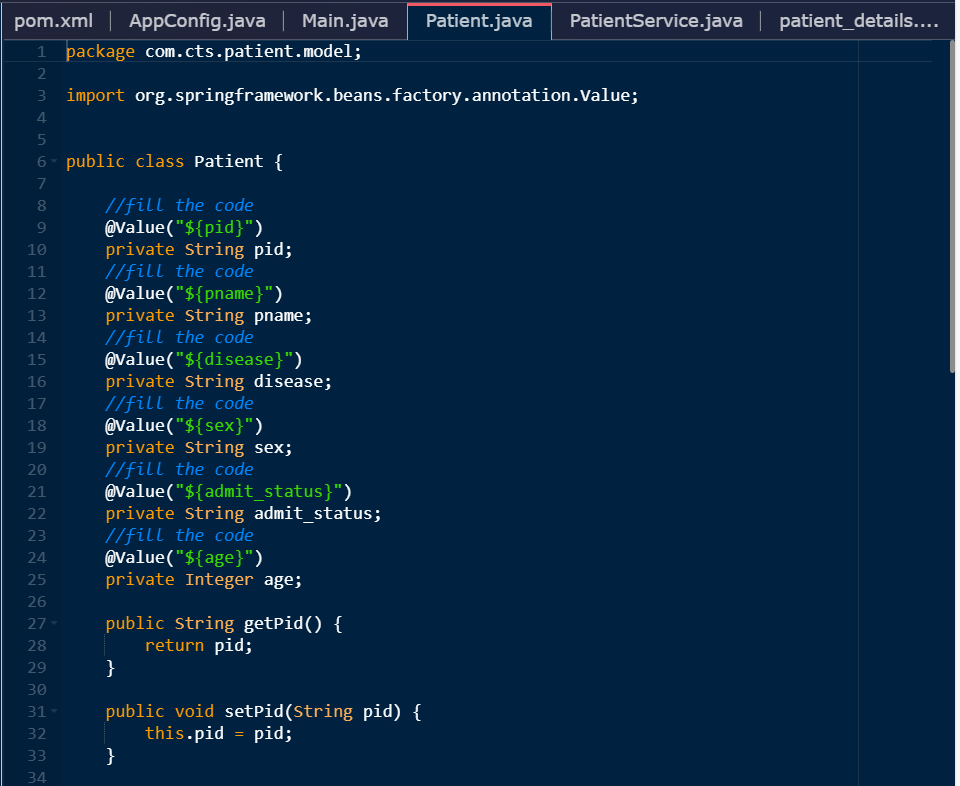 pom.xml | AppConfig.java | Main.java | Patient.java | PatientService.java | patient_details....
1 package com.cts.patient.model;
2
3 import org.springframework.beans.factory.annotation.Value;
4
5
6 public class Patient {
7
8     //fill the code
9     @Value("${pid}")
10     private String pid;
11     //fill the code
12     @Value("${pname}")
13     private String pname;
14     //fill the code
15     @Value("${disease}")
16     private String disease;
17     //fill the code
18     @Value("${sex}")
19     private String sex;
20     //fill the code
21     @Value("${admit_status}")
22     private String admit_status;
23     //fill the code
24     @Value("${age}")
25     private Integer age;
26
27     public String getPid() {
28         return pid;
29     }
30
31     public void setPid(String pid) {
32         this.pid = pid;
33     }
34